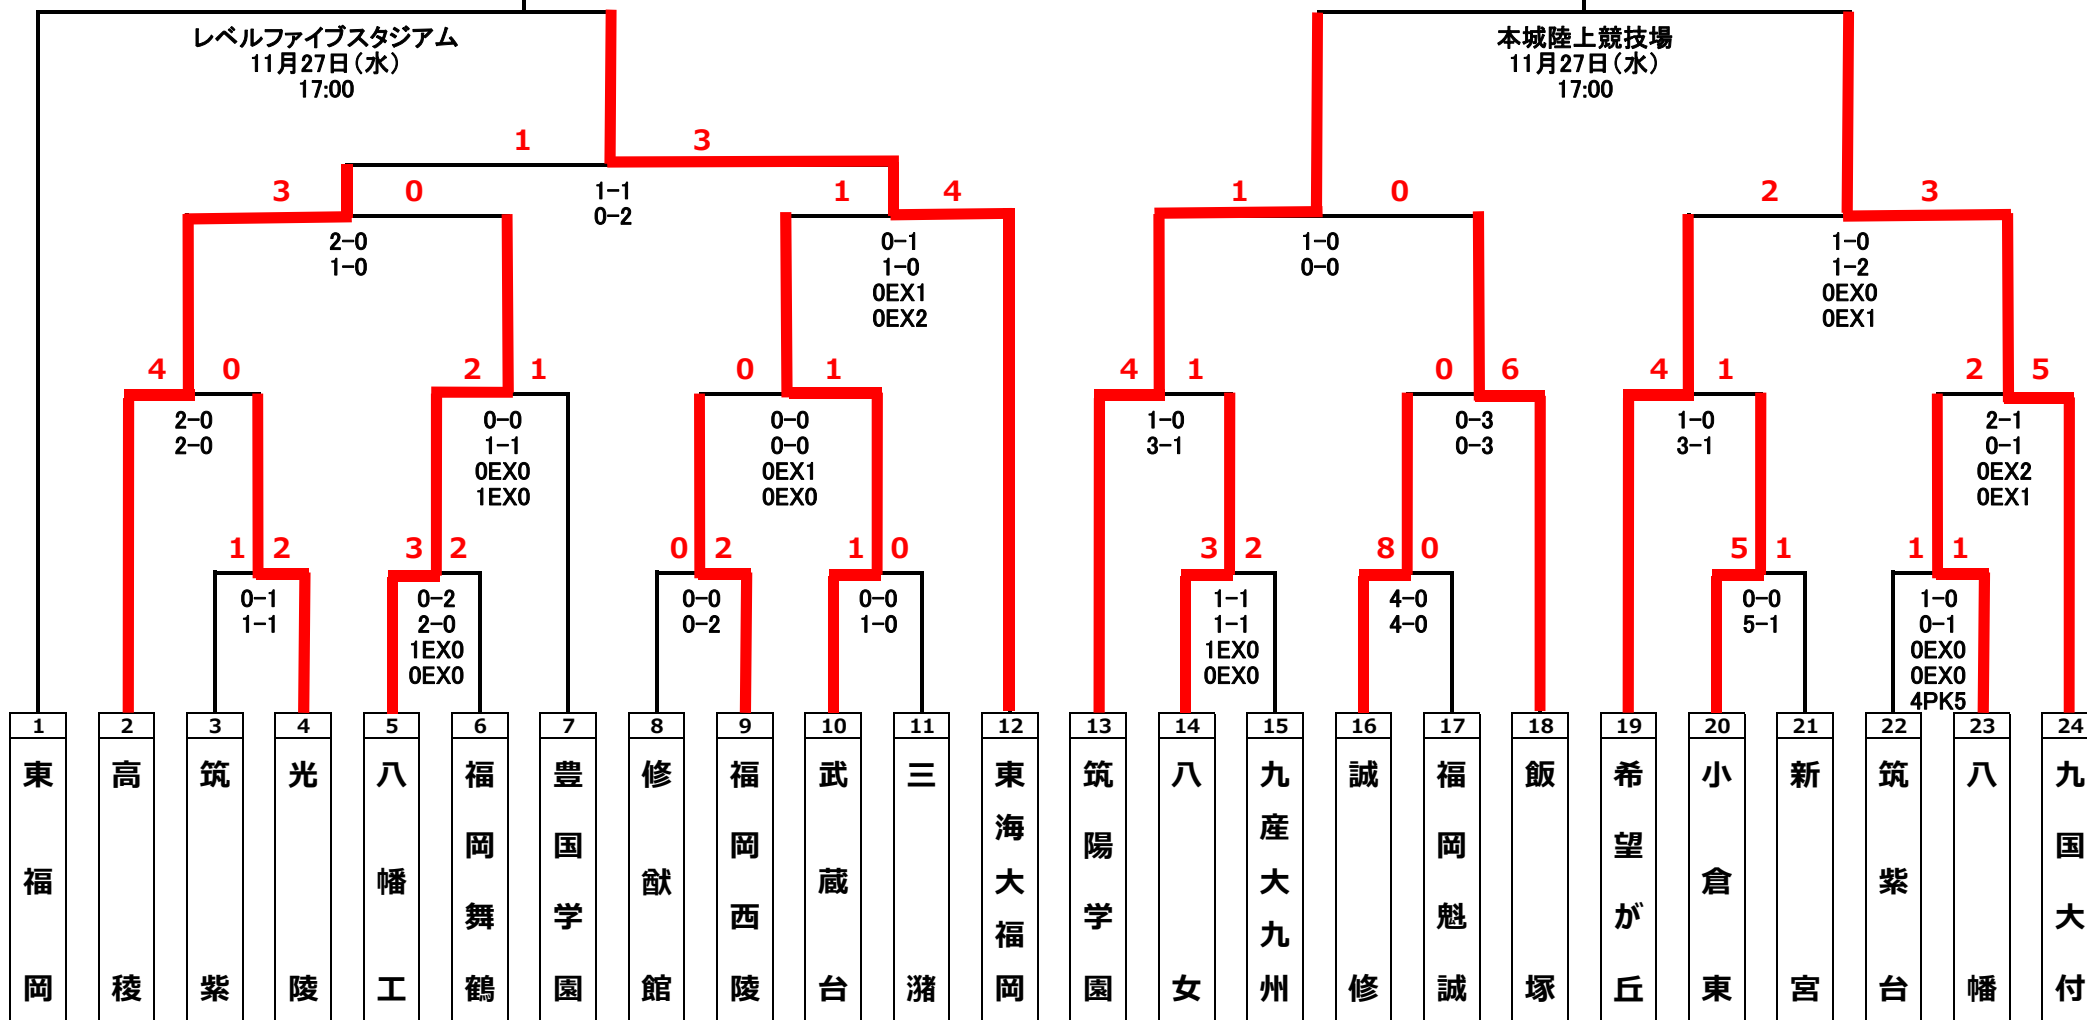 レベルファイブスタジアム
11月27日（水）
17:00
本城陸上競技場
11月27日（水）
17:00
1 3
3 0
1-1
0-2
1 4
1 0
2 3
2-0
1-0
0-1
1-0
0EX1
0EX2
1-0
0-0
1-0
1-2
0EX0
0EX1
4 0
2 1
0 1
4 1
0 6
4 1
2 5
2-0
2-0
0-0
1-1
0EX0
1EX0
0-0
0-0
0EX1
0EX0
1-0
3-1
0-3
0-3
1-0
3-1
2-1
0-1
0EX2
0EX1
1 2
3 2
0 2
1 0
3 2
8 0
5 1
1 1
0-1
1-1
0-2
2-0
1EX0
0EX0
0-0
0-2
0-0
1-0
1-1
1-1
1EX0
0EX0
4-0
4-0
0-0
5-1
1-0
0-1
0EX0
0EX0
4PK5
1 2 3 4 5 6 7 8 9 10 11 12 13 14 15 16 17 18 19 20 21 22 23 24
東福岡
高稜
筑紫
光陵
八幡工
福岡舞鶴
豊国学園
修猷館
福岡西陵
武蔵台
三潴
東海大福岡
筑陽学園
八女
九産大九州
誠修
福岡魁誠
飯塚
希望が丘
小倉東
新宮
筑紫台
八幡
九国大付